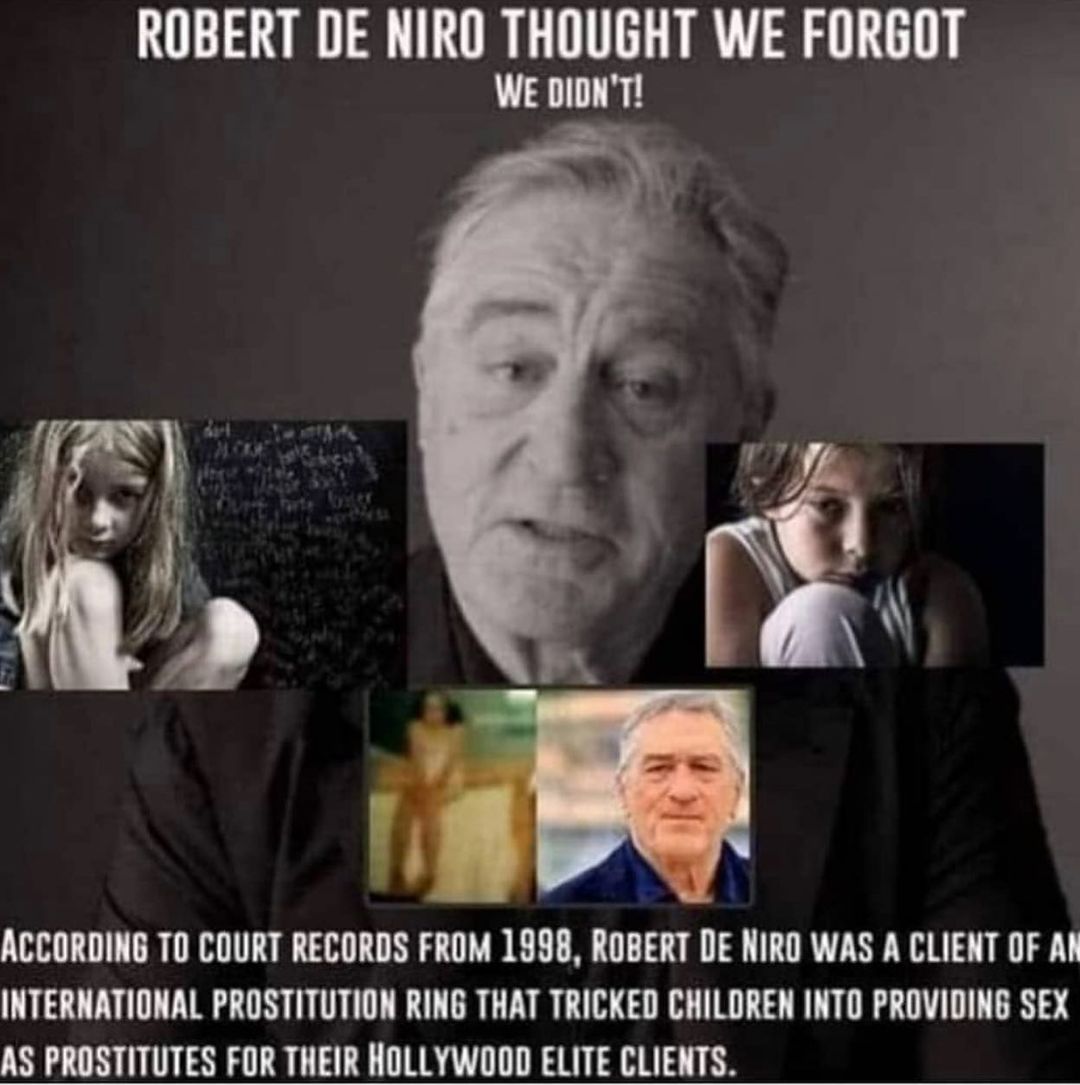 ROBERT DE NIRO THOUGHT WE FORGOT
WE DIDN'T!
ACCORDING TO COURT RECORDS FROM 1998, ROBERT DE NIRO WAS A CLIENT OF AN
INTERNATIONAL PROSTITUTION RING THAT TRICKED CHILDREN INTO PROVIDING SEX
AS PROSTITUTES FOR THEIR HOLLYWOOD ELITE CLIENTS.